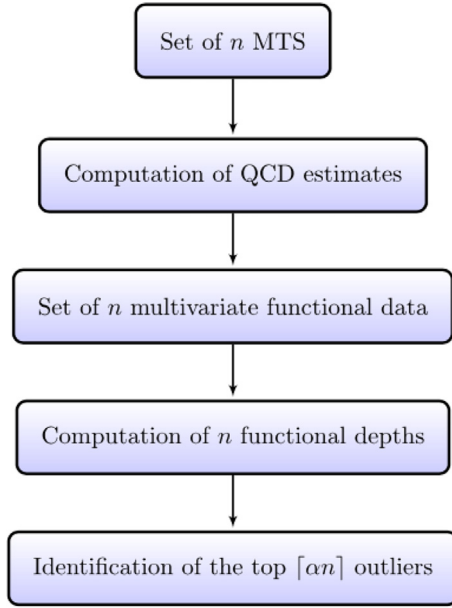 Set of n MTS
Computation of QCD estimates
Set of n multivariate functional data
Computation of n functional depths
Identification of the top ⌈αn⌉ outliers